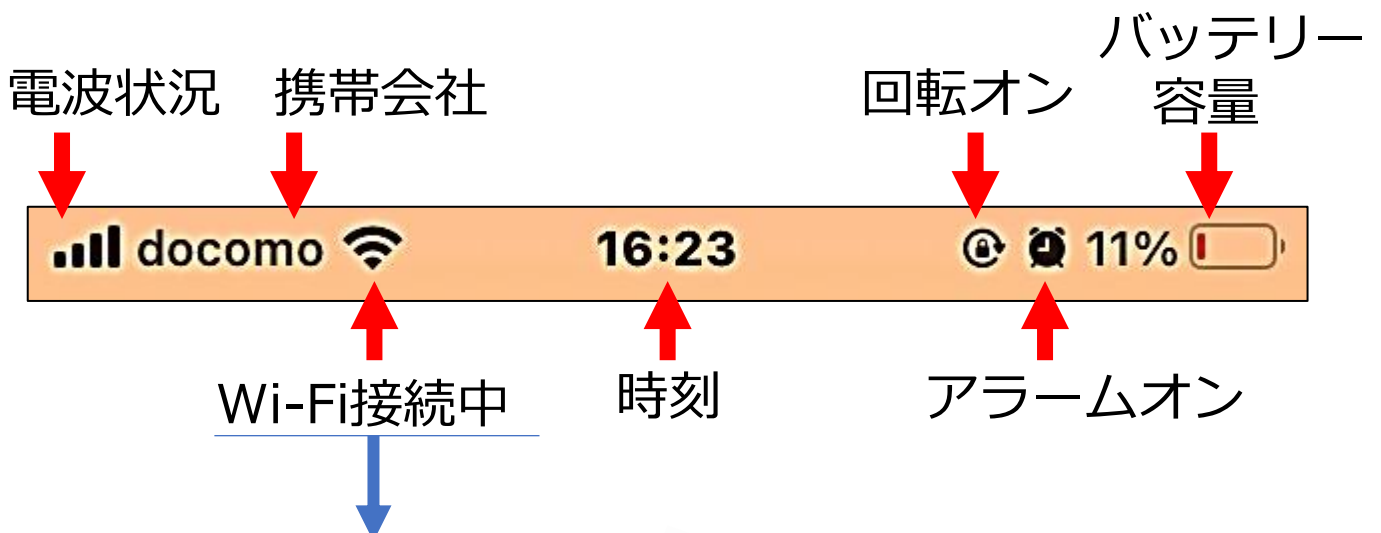 バッテリー
容量
電波状況 携帯会社 回転オン
docomo 16:23 11%
Wi-Fi接続中 時刻 アラームオン